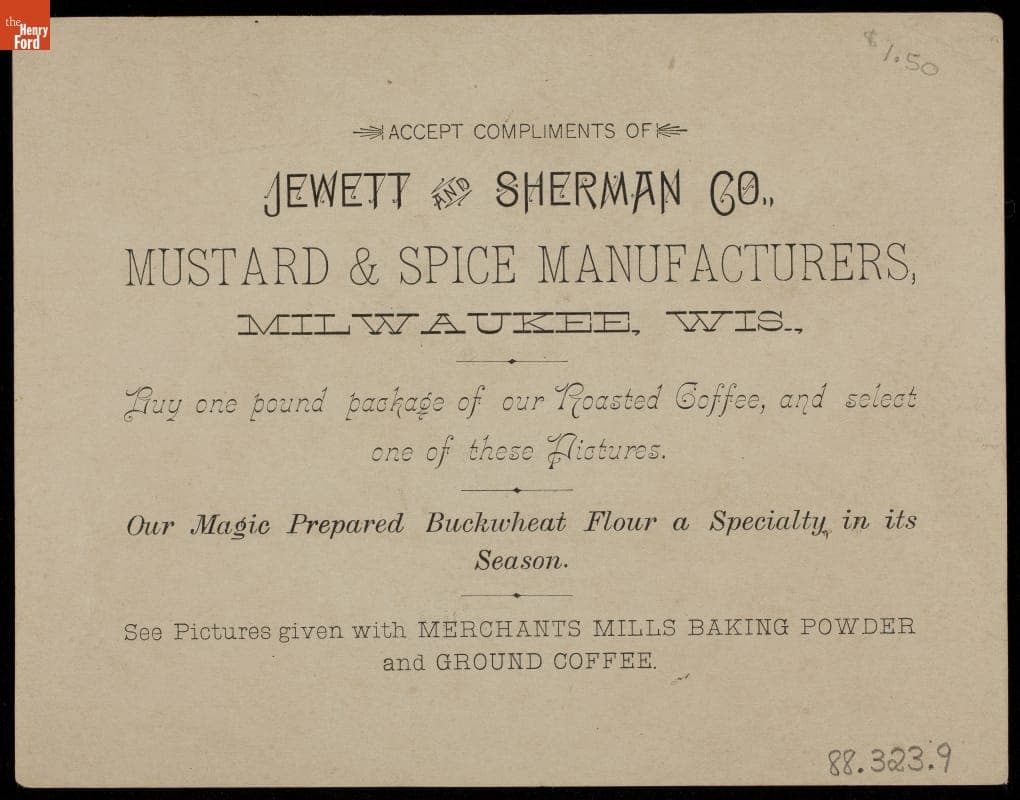 the
Henry
Ford
$1.50
ACCEPT COMPLIMENTS OF
JEWETT AND SHERMAN CO.,
MUSTARD & SPICE MANUFACTURERS,
MILWAUKEE, WIS.,
Buy one pound package of our Roasted Coffee, and select
one of these Pictures.
Our Magic Prepared Buckwheat Flour a Specialty, in its
Season.
See Pictures given with MERCHANTS MILLS BAKING POWDER
and GROUND COFFEE.
88.323.9